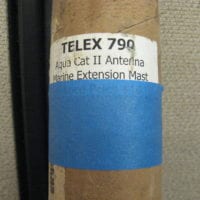 TELEX 790
Aqua Cat II Antenna
Marine Extension Mast